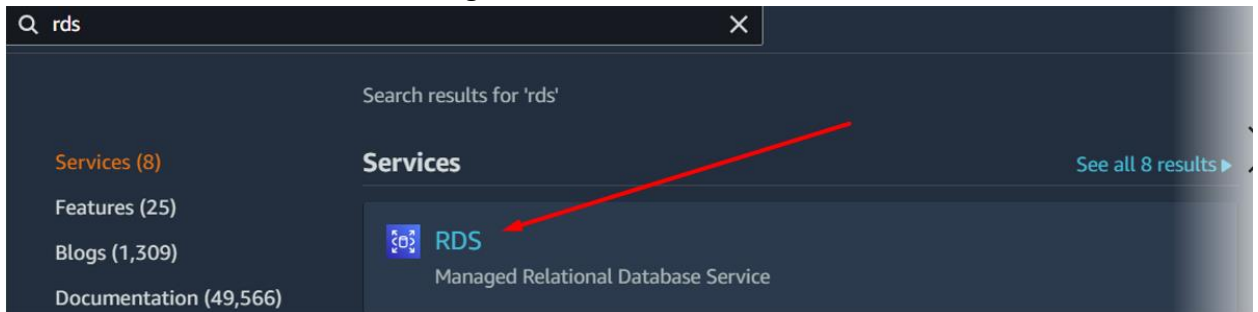 rds
Search results for 'rds'
Services (8)
Features (25)
Blogs (1,309)
Documentation (49,566)
Services
See all 8 results
RDS
Managed Relational Database Service